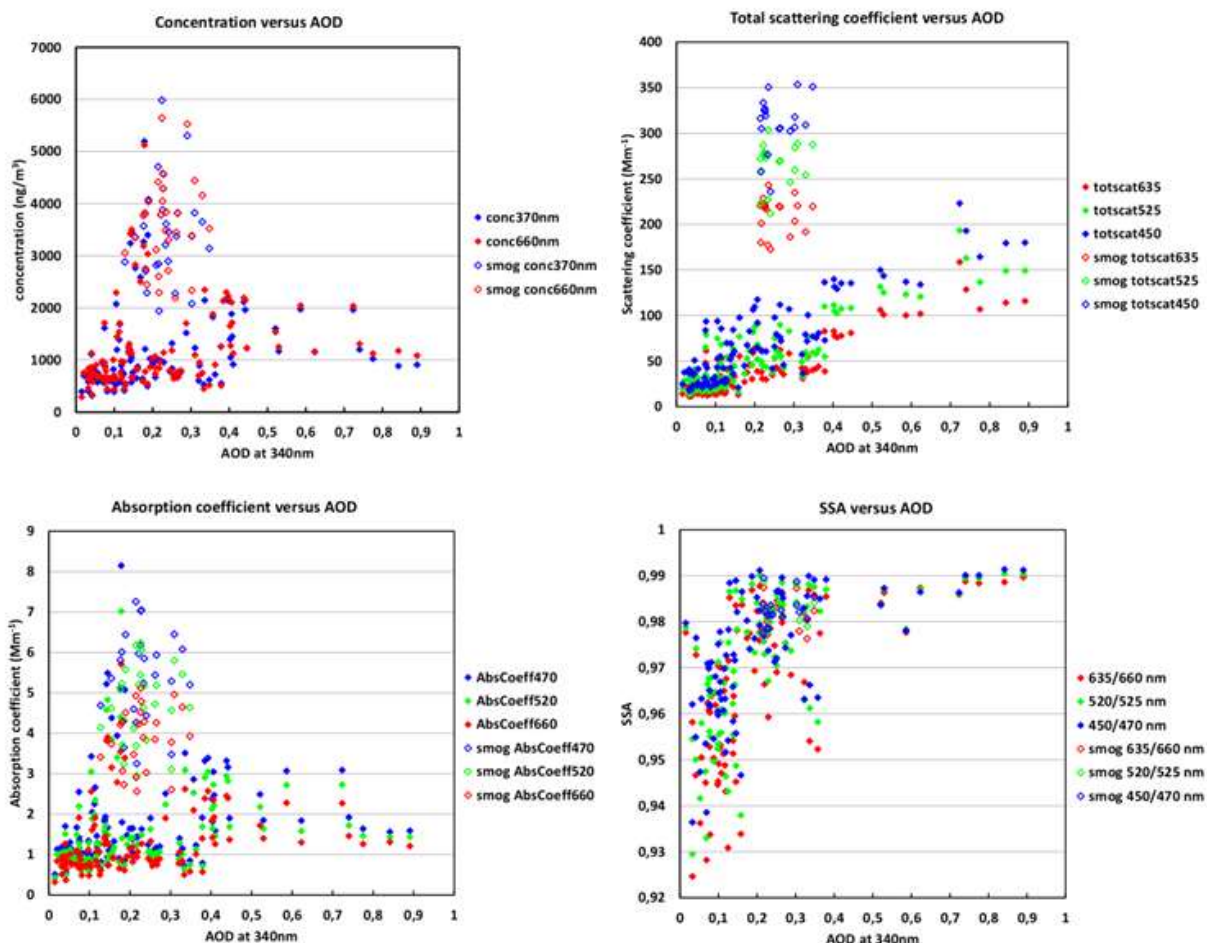 Concentration versus AOD
7000
6000
5000
4000
3000
2000
1000
0
concentration (ng/m³)
0 0,1 0,2 0,3 0,4 0,5 0,6 0,7 0,8 0,9 1
AOD at 340nm
conc370nm
conc660nm
smog conc370nm
smog conc660nm
Total scattering coefficient versus AOD
400
350
300
250
200
150
100
50
0
Scattering coefficient (Mm⁻¹)
0 0,1 0,2 0,3 0,4 0,5 0,6 0,7 0,8 0,9 1
AOD at 340nm
totscat635
totscat525
totscat450
smog totscat635
smog totscat525
smog totscat450
Absorption coefficient versus AOD
9
8
7
6
5
4
3
2
1
0
Absorption coefficient (Mm⁻¹)
0 0,1 0,2 0,3 0,4 0,5 0,6 0,7 0,8 0,9 1
AOD at 340nm
AbsCoeff470
AbsCoeff520
AbsCoeff660
smog AbsCoeff470
smog AbsCoeff520
smog AbsCoeff660
SSA versus AOD
1
0,99
0,98
0,97
0,96
0,95
0,94
0,93
0,92
SSA
0 0,1 0,2 0,3 0,4 0,5 0,6 0,7 0,8 0,9 1
AOD at 340nm
635/660 nm
520/525 nm
450/470 nm
smog 635/660 nm
smog 520/525 nm
smog 450/470 nm